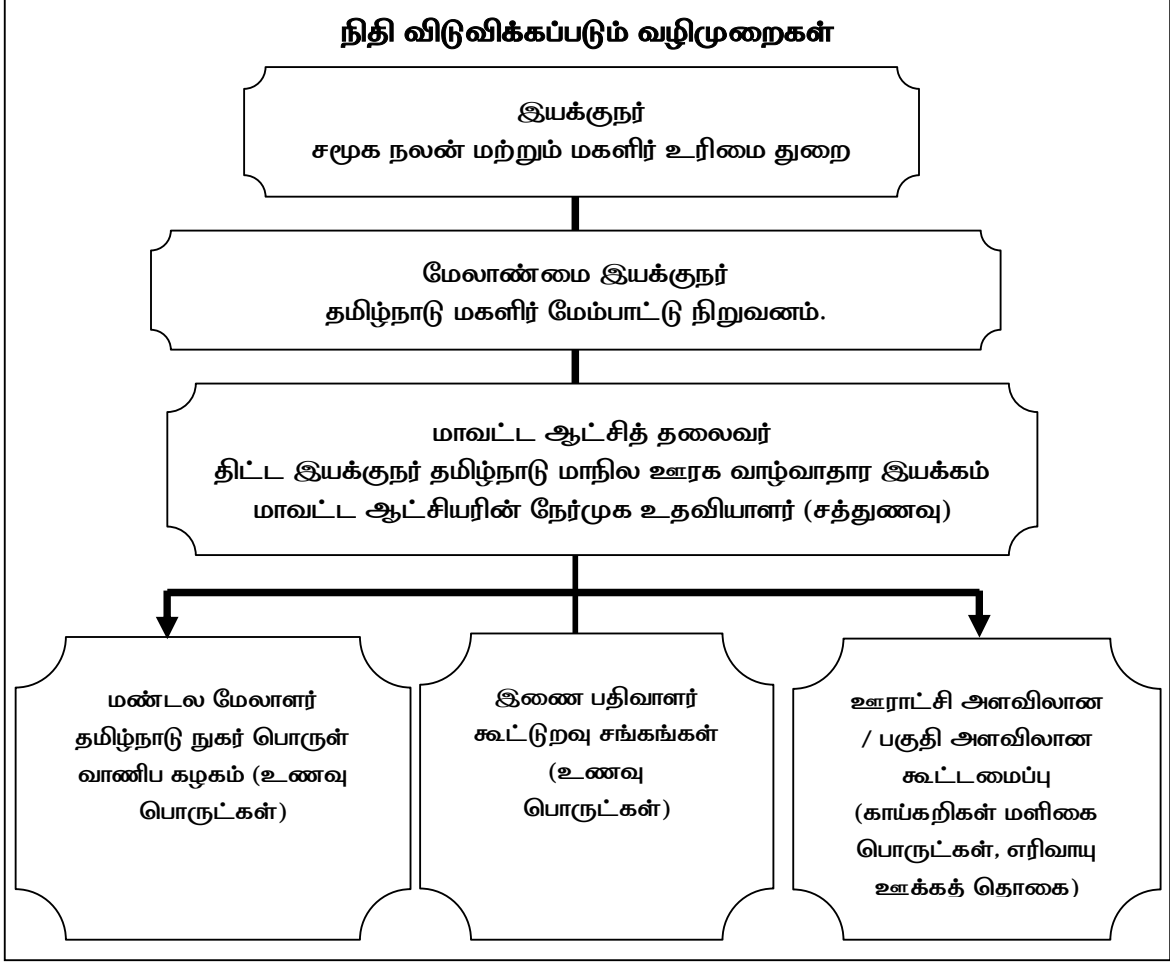 நிதி விடுவிக்கப்படும் வழிமுறைகள்
இயக்குநர்
சமூக நலன் மற்றும் மகளிர் உரிமை துறை
மேலாண்மை இயக்குநர்
தமிழ்நாடு மகளிர் மேம்பாட்டு நிறுவனம்.
மாவட்ட ஆட்சித் தலைவர்
திட்ட இயக்குநர் தமிழ்நாடு மாநில ஊரக வாழ்வாதார இயக்கம்
மாவட்ட ஆட்சியரின் நேர்முக உதவியாளர் (சத்துணவு)
மண்டல மேலாளர்
தமிழ்நாடு நுகர் பொருள்
வாணிப கழகம் (உணவு
பொருட்கள்)
இணை பதிவாளர்
கூட்டுறவு சங்கங்கள்
(உணவு
பொருட்கள்)
ஊராட்சி அளவிலான
/ பகுதி அளவிலான
கூட்டமைப்பு
(காய்கறிகள் மளிகை
பொருட்கள், எரிவாயு
ஊக்கத் தொகை)